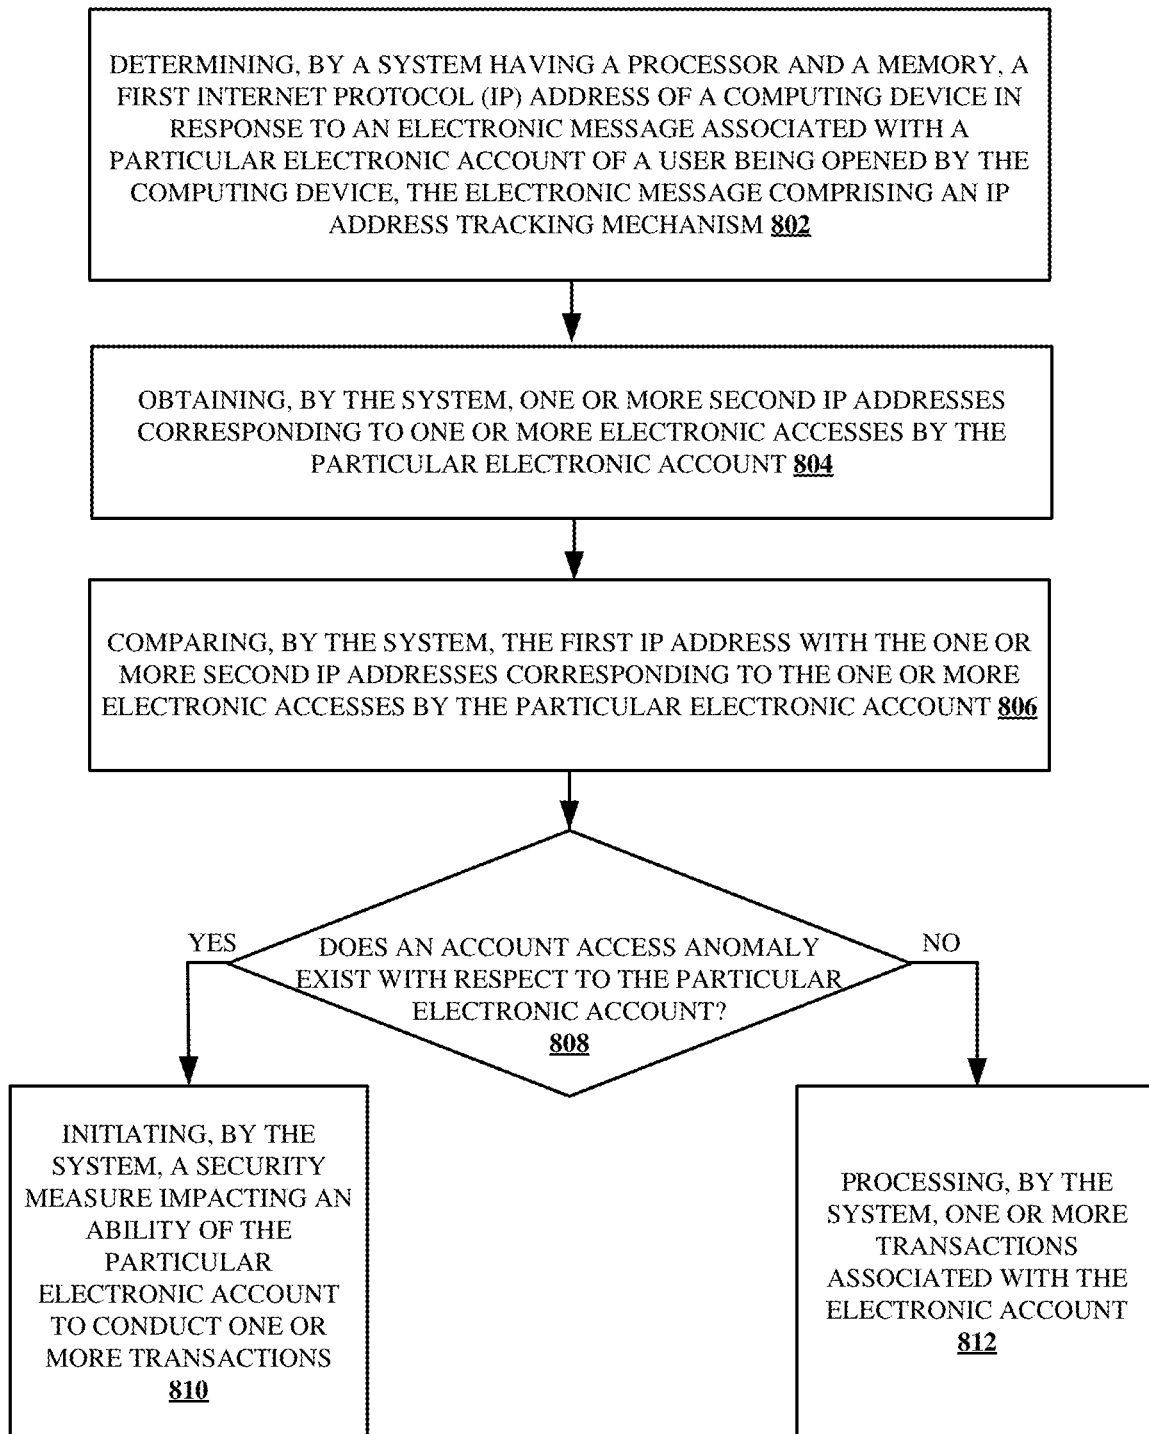 DETERMINING, BY A SYSTEM HAVING A PROCESSOR AND A MEMORY, A
FIRST INTERNET PROTOCOL (IP) ADDRESS OF A COMPUTING DEVICE IN
RESPONSE TO AN ELECTRONIC MESSAGE ASSOCIATED WITH A
PARTICULAR ELECTRONIC ACCOUNT OF A USER BEING OPENED BY THE
COMPUTING DEVICE, THE ELECTRONIC MESSAGE COMPRISING AN IP
ADDRESS TRACKING MECHANISM 802
OBTAINING, BY THE SYSTEM, ONE OR MORE SECOND IP ADDRESSES
CORRESPONDING TO ONE OR MORE ELECTRONIC ACCESSES BY THE
PARTICULAR ELECTRONIC ACCOUNT 804
COMPARING, BY THE SYSTEM, THE FIRST IP ADDRESS WITH THE ONE OR
MORE SECOND IP ADDRESSES CORRESPONDING TO THE ONE OR MORE
ELECTRONIC ACCESSES BY THE PARTICULAR ELECTRONIC ACCOUNT 806
DOES AN ACCOUNT ACCESS ANOMALY
EXIST WITH RESPECT TO THE PARTICULAR
ELECTRONIC ACCOUNT?
808
YES
NO
INITIATING, BY THE
SYSTEM, A SECURITY
MEASURE IMPACTING AN
ABILITY OF THE
PARTICULAR
ELECTRONIC ACCOUNT
TO CONDUCT ONE OR
MORE TRANSACTIONS
810
PROCESSING, BY THE
SYSTEM, ONE OR MORE
TRANSACTIONS
ASSOCIATED WITH THE
ELECTRONIC ACCOUNT
812